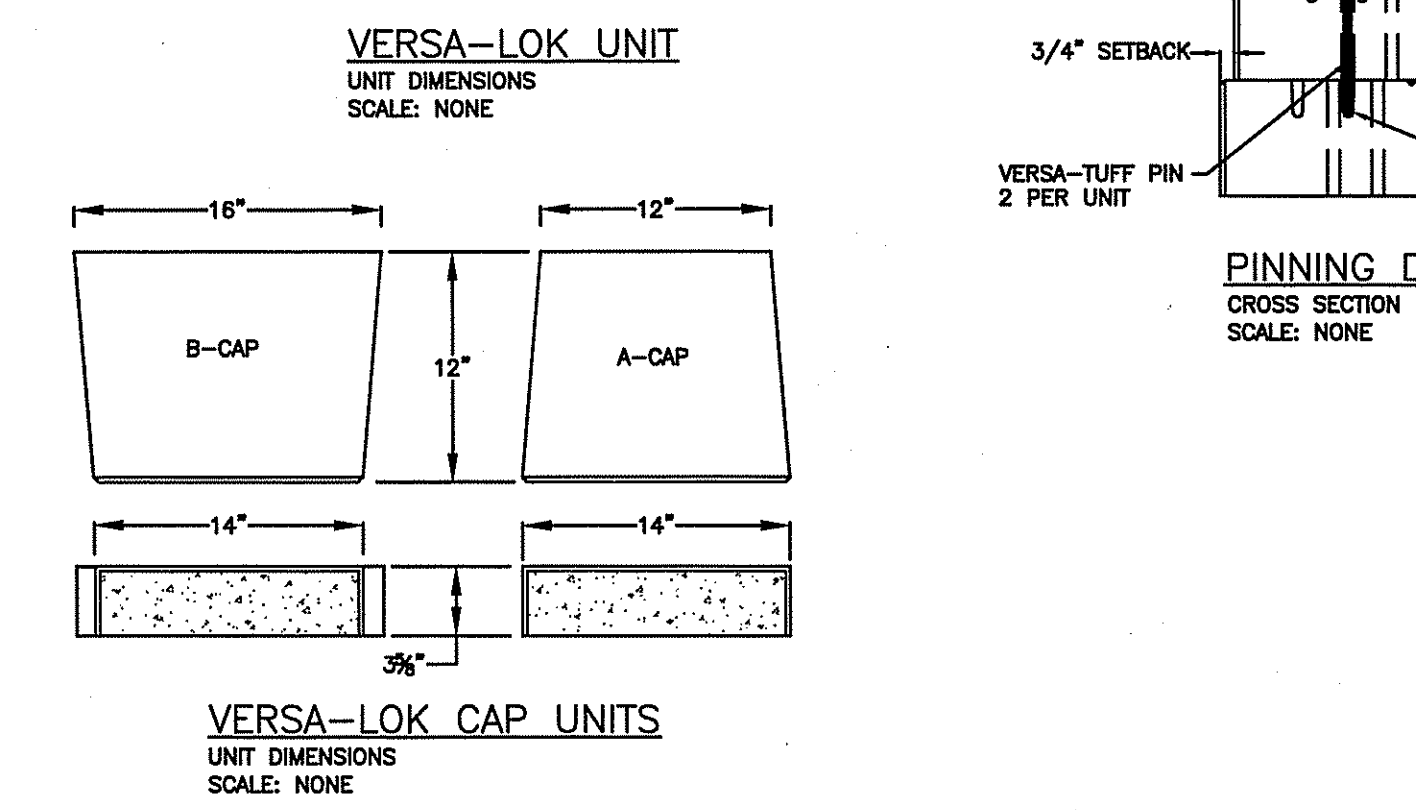 VERSA-LOK UNIT
UNIT DIMENSIONS
SCALE: NONE
16"
12"
B-CAP
12"
A-CAP
14"
14"
3⅝"
VERSA-LOK CAP UNITS
UNIT DIMENSIONS
SCALE: NONE
3/4" SETBACK
VERSA-TUFF PIN
2 PER UNIT
PINNING
CROSS SECTION
SCALE: NONE